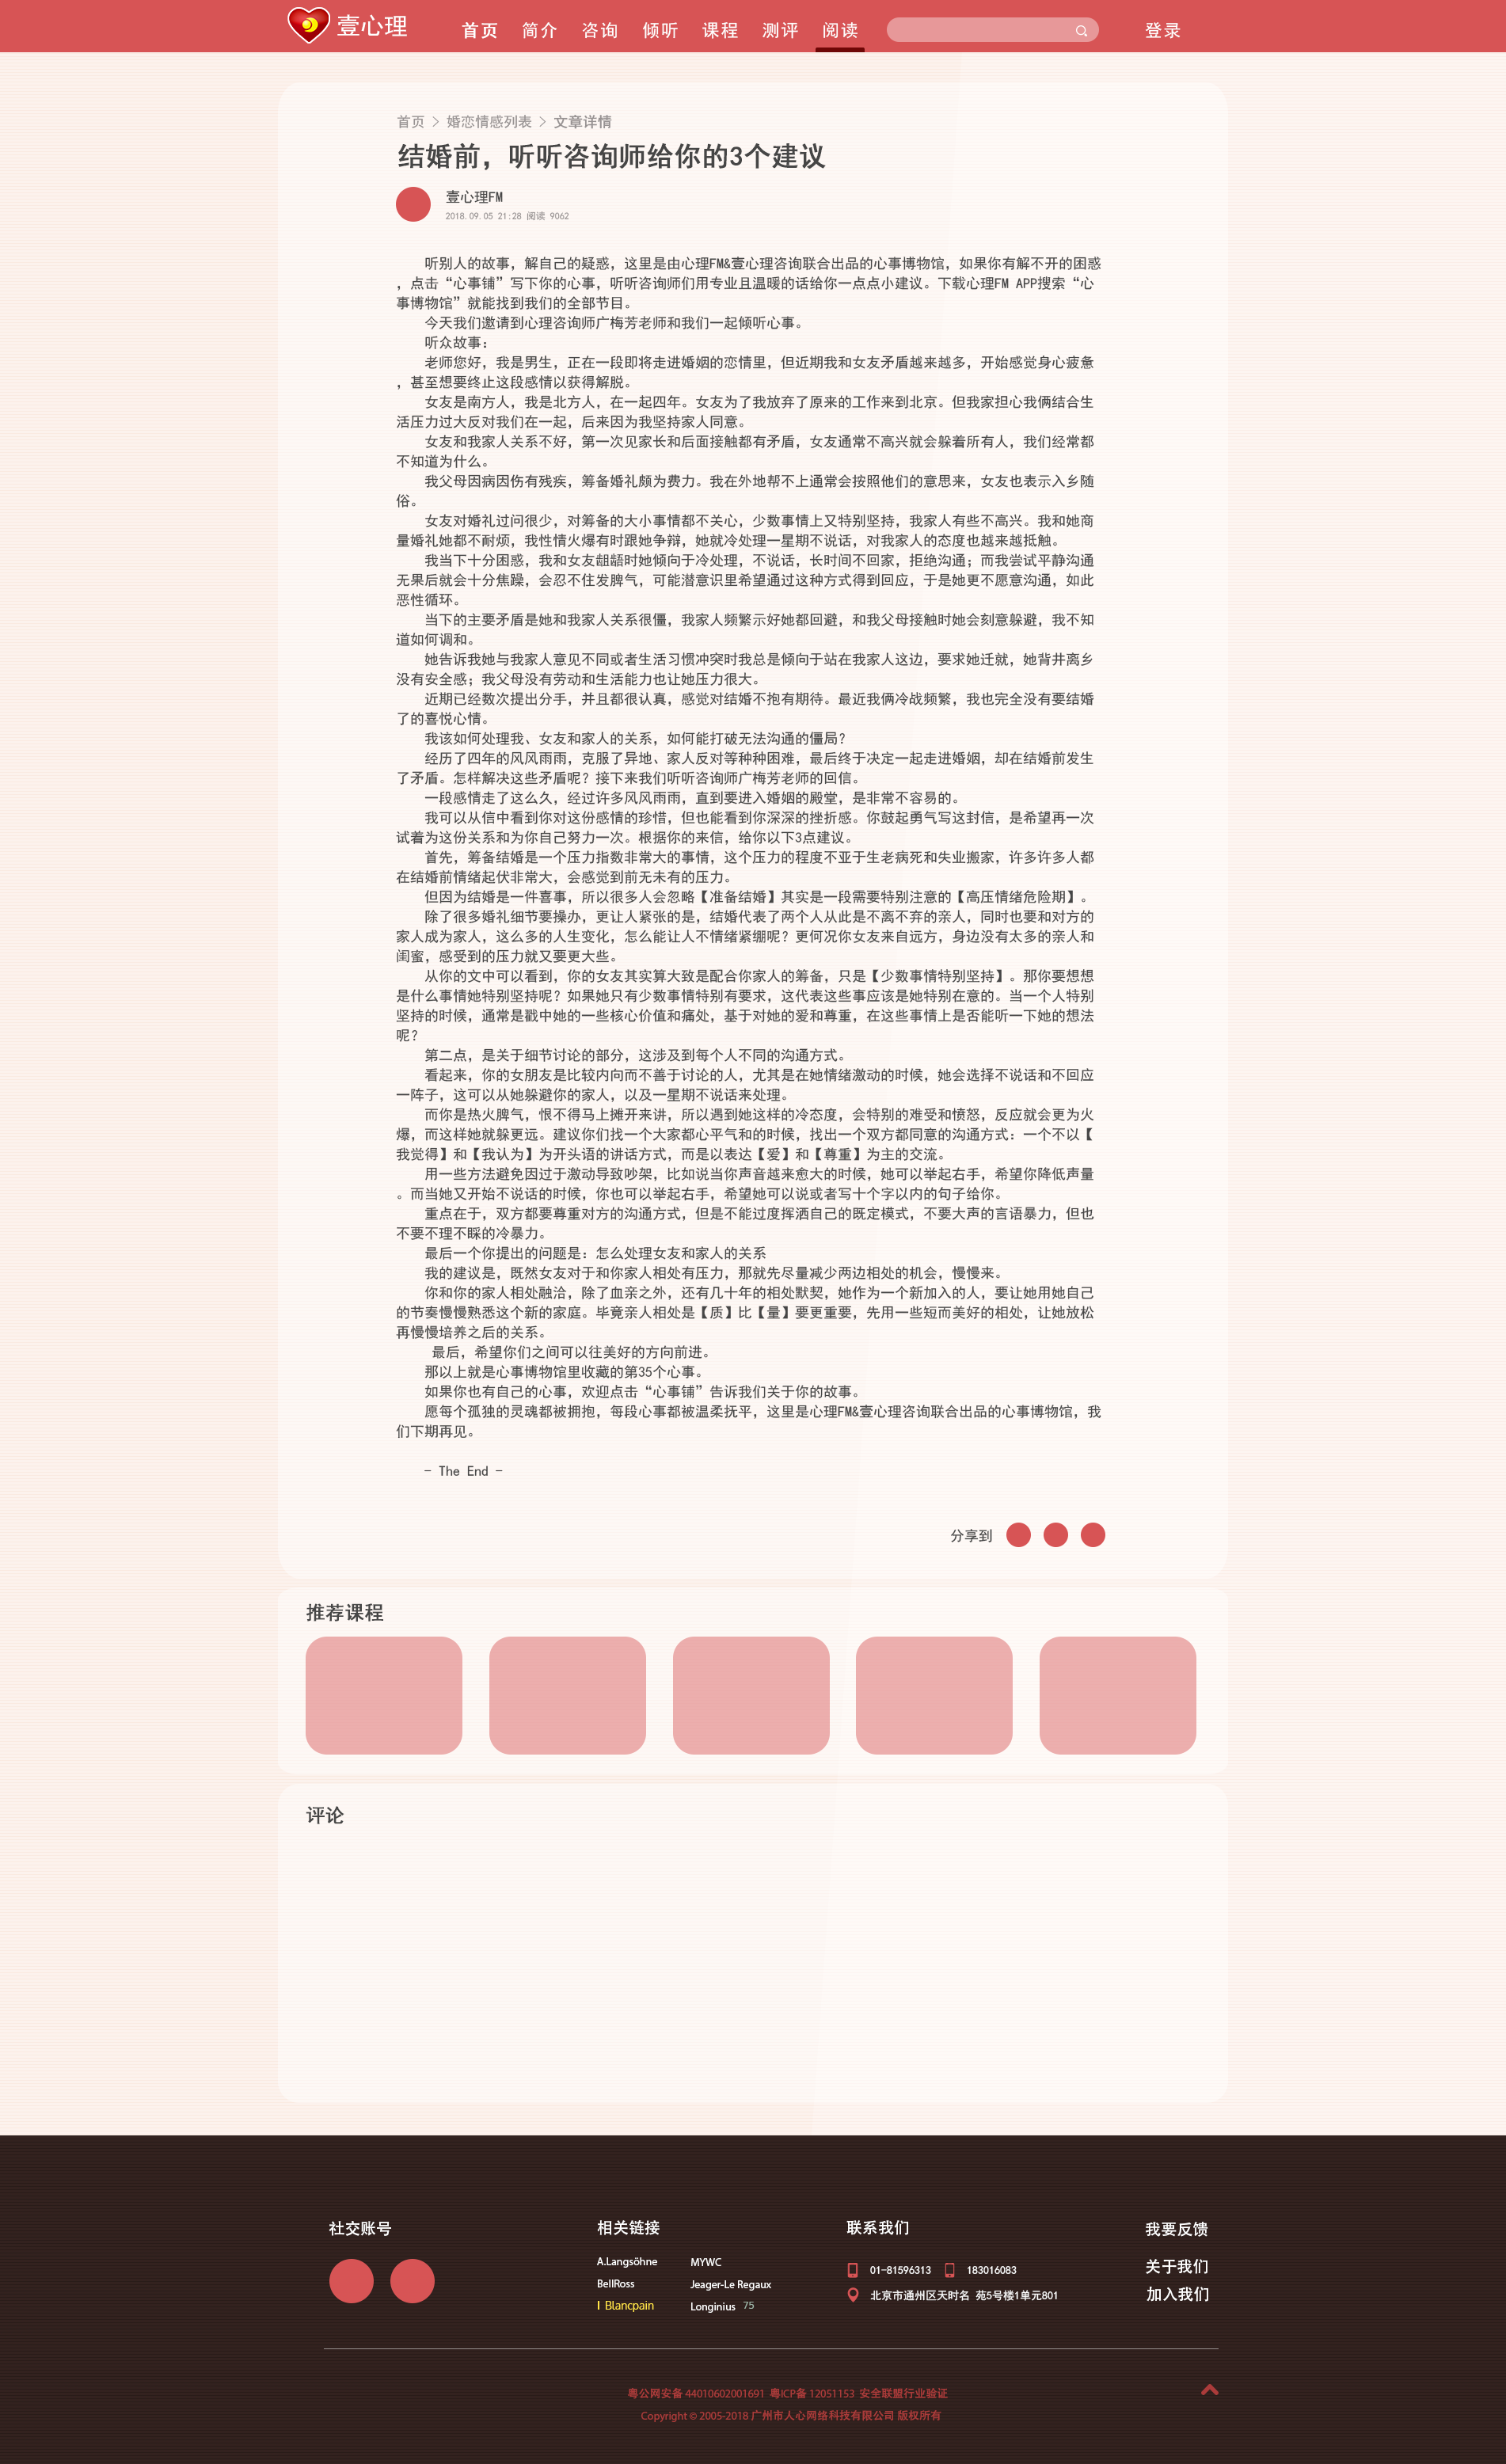 壹心理 首页 简介 咨询 倾听 课程 测评 阅读 登录
首页 > 婚恋情感列表 > 文章详情
结婚前，听听咨询师给你的3个建议
壹心理FM
2018.09.05 21:28 阅读 9062
听别人的故事，解自己的疑惑，这里是由心理FM&壹心理咨询联合出品的心事博物馆，如果你有解不开的困惑
，点击“心事铺”写下你的心事，听听咨询师们用专业且温暖的话给你一点点小建议。下载心理FM APP搜索“心
事博物馆”就能找到我们的全部节目。
今天我们邀请到心理咨询师广梅芳老师和我们一起倾听心事。
听众故事：
老师您好，我是男生，正在一段即将走进婚姻的恋情里，但近期我和女友矛盾越来越多，开始感觉身心疲惫
，甚至想要终止这段感情以获得解脱。
女友是南方人，我是北方人，在一起四年。女友为了我放弃了原来的工作来到北京。但我家担心我俩结合生
活压力过大反对我们在一起，后来因为我坚持家人同意。
女友和我家人关系不好，第一次见家长和后面接触都有矛盾，女友通常不高兴就会躲着所有人，我们经常都
不知道为什么。
我父母因病因伤有残疾，筹备婚礼颇为费力。我在外地帮不上通常会按照他们的意思来，女友也表示入乡随
俗。
女友对婚礼过问很少，对筹备的大小事情都不关心，少数事情上又特别坚持，我家人有些不高兴。我和她商
量婚礼她都不耐烦，我性情火爆有时跟她争辩，她就冷处理一星期不说话，对我家人的态度也越来越抵触。
我当下十分困惑，我和女友龃龉时她倾向于冷处理，不说话，长时间不回家，拒绝沟通；而我尝试平静沟通
无果后就会十分焦躁，会忍不住发脾气，可能潜意识里希望通过这种方式得到回应，于是她更不愿意沟通，如此
恶性循环。
当下的主要矛盾是她和我家人关系很僵，我家人频繁示好她都回避，和我父母接触时她会刻意躲避，我不知
道如何调和。
她告诉我她与我家人意见不同或者生活习惯冲突时我总是倾向于站在我家人这边，要求她迁就，她背井离乡
没有安全感；我父母没有劳动和生活能力也让她压力很大。
近期已经数次提出分手，并且都很认真，感觉对结婚不抱有期待。最近我俩冷战频繁，我也完全没有要结婚
了的喜悦心情。
我该如何处理我、女友和家人的关系，如何能打破无法沟通的僵局？
经历了四年的风风雨雨，克服了异地、家人反对等种种困难，最后终于决定一起走进婚姻，却在结婚前发生
了矛盾。怎样解决这些矛盾呢？接下来我们听听咨询师广梅芳老师的回信。
一段感情走了这么久，经过许多风风雨雨，直到要进入婚姻的殿堂，是非常不容易的。
我可以从信中看到你对这份感情的珍惜，但也能看到你深深的挫折感。你鼓起勇气写这封信，是希望再一次
试着为这份关系和为你自己努力一次。根据你的来信，给你以下3点建议。
首先，筹备结婚是一个压力指数非常大的事情，这个压力的程度不亚于生老病死和失业搬家，许多许多人都
在结婚前情绪起伏非常大，会感觉到前无未有的压力。
但因为结婚是一件喜事，所以很多人会忽略【准备结婚】其实是一段需要特别注意的【高压情绪危险期】。
除了很多婚礼细节要操办，更让人紧张的是，结婚代表了两个人从此是不离不弃的亲人，同时也要和对方的
家人成为家人，这么多的人生变化，怎么能让人不情绪紧绷呢？更何况你女友来自远方，身边没有太多的亲人和
闺蜜，感受到的压力就又要更大些。
从你的文中可以看到，你的女友其实算大致是配合你家人的筹备，只是【少数事情特别坚持】。那你要想想
是什么事情她特别坚持呢？如果她只有少数事情特别有要求，这代表这些事应该是她特别在意的。当一个人特别
坚持的时候，通常是戳中她的一些核心价值和痛处，基于对她的爱和尊重，在这些事情上是否能听一下她的想法
呢？
第二点，是关于细节讨论的部分，这涉及到每个人不同的沟通方式。
看起来，你的女朋友是比较内向而不善于讨论的人，尤其是在她情绪激动的时候，她会选择不说话和不回应
一阵子，这可以从她躲避你的家人，以及一星期不说话来处理。
而你是热火脾气，恨不得马上摊开来讲，所以遇到她这样的冷态度，会特别的难受和愤怒，反应就会更为火
爆，而这样她就躲更远。建议你们找一个大家都心平气和的时候，找出一个双方都同意的沟通方式：一个不以【
我觉得】和【我认为】为开头语的讲话方式，而是以表达【爱】和【尊重】为主的交流。
用一些方法避免因过于激动导致吵架，比如说当你声音越来愈大的时候，她可以举起右手，希望你降低声量
。而当她又开始不说话的时候，你也可以举起右手，希望她可以说或者写十个字以内的句子给你。
重点在于，双方都要尊重对方的沟通方式，但是不能过度挥洒自己的既定模式，不要大声的言语暴力，但也
不要不理不睬的冷暴力。
最后一个你提出的问题是：怎么处理女友和家人的关系
我的建议是，既然女友对于和你家人相处有压力，那就先尽量减少两边相处的机会，慢慢来。
你和你的家人相处融洽，除了血亲之外，还有几十年的相处默契，她作为一个新加入的人，要让她用她自己
的节奏慢慢熟悉这个新的家庭。毕竟亲人相处是【质】比【量】要更重要，先用一些短而美好的相处，让她放松
再慢慢培养之后的关系。
最后，希望你们之间可以往美好的方向前进。
那以上就是心事博物馆里收藏的第35个心事。
如果你也有自己的心事，欢迎点击“心事铺”告诉我们关于你的故事。
愿每个孤独的灵魂都被拥抱，每段心事都被温柔抚平，这里是心理FM&壹心理咨询联合出品的心事博物馆，我
们下期再见。
- The End -
分享到
推荐课程
评论
社交账号 相关链接 联系我们 我要反馈
A.Langsöhne MYWC
BellRoss Jeager-Le Regaux
I Blancpain Longinius 75
01-81596313 183016083
北京市通州区天时名 苑5号楼1单元801
关于我们
加入我们
粤公网安备 44010602001691 粤ICP备 12051153 安全联盟行业验证
Copyright © 2005-2018 广州市人心网络科技有限公司 版权所有